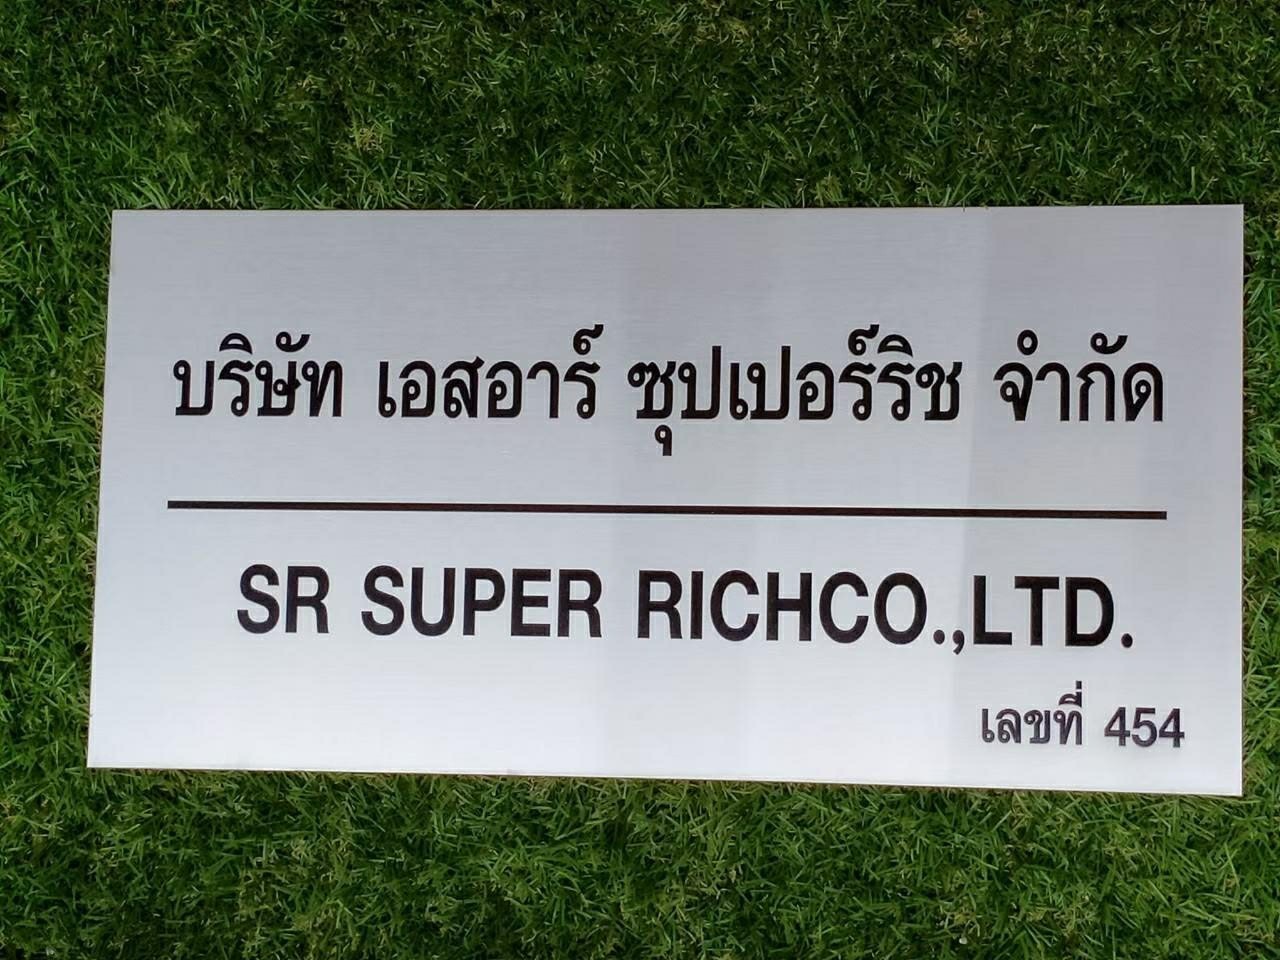 บริษัท เอสอาร์ ซุปเปอร์ริช จำกัด
SR SUPER RICHCO.,LTD.
เลขที่ 454